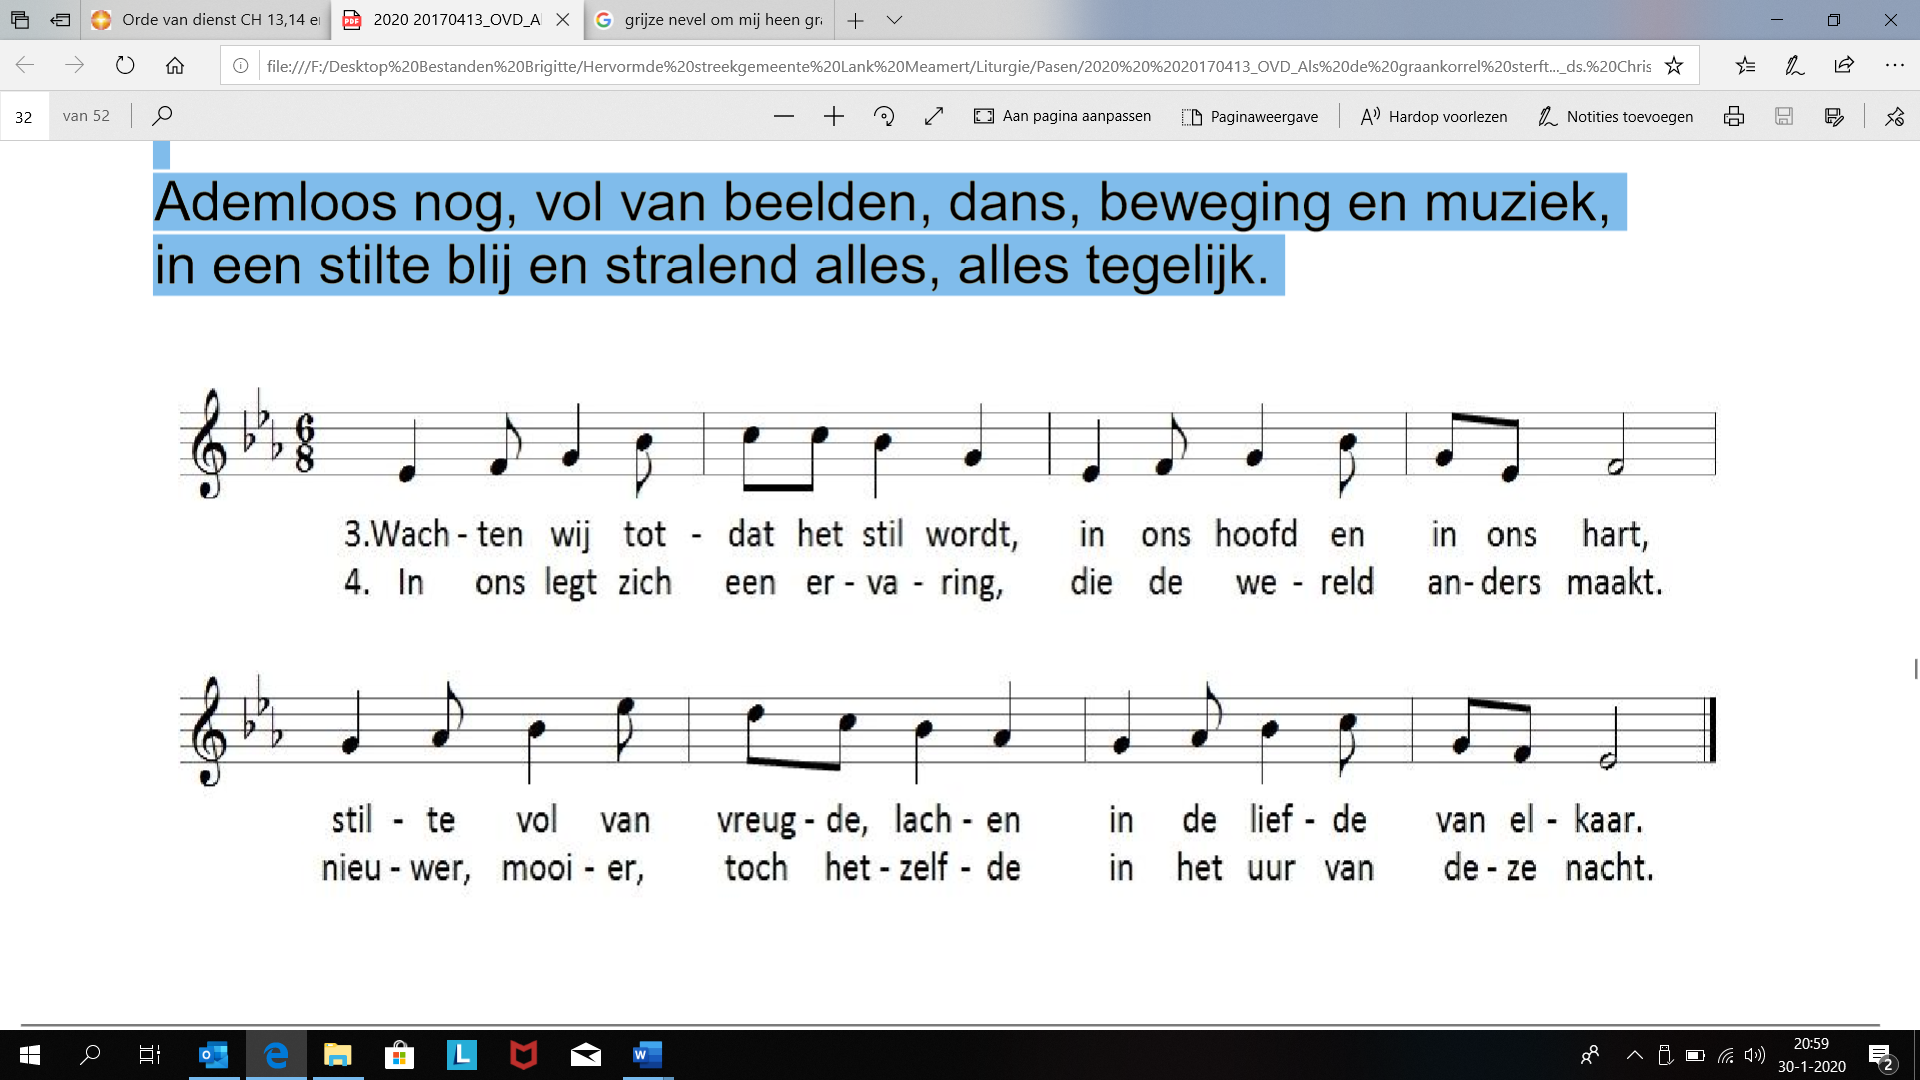 Orde van dienst CH 13,14 e
2020 20170413_OVD_Al
grijze nevel om mij heen gra
file:///F:/Desktop%20Bestanden%20Brigitte/Hervormde%20streekgemeente%20Lank%20Meamert/Liturgie/Pasen/2020%20%2020170413_OVD_Als%20de%20graankorrel%20sterft..._ds.%20Chris
32 van 52
Aan pagina aanpassen
Paginaweergave
Hardop voorlezen
Notities toevoegen
Ademloos nog, vol van beelden, dans, beweging en muziek,
in een stilte blij en stralend alles, alles tegelijk.
6
8
3.Wach - ten wij tot - dat het stil wordt, in ons hoofd en in ons hart,
4. In ons legt zich een er - va - ring, die de we - reld an- ders maakt.
stil - te vol van vreug - de, lach - en in de lief - de van el - kaar.
nieu - wer, mooi - er, toch het - zelf - de in het uur van de - ze nacht.
20:59
30-1-2020
2